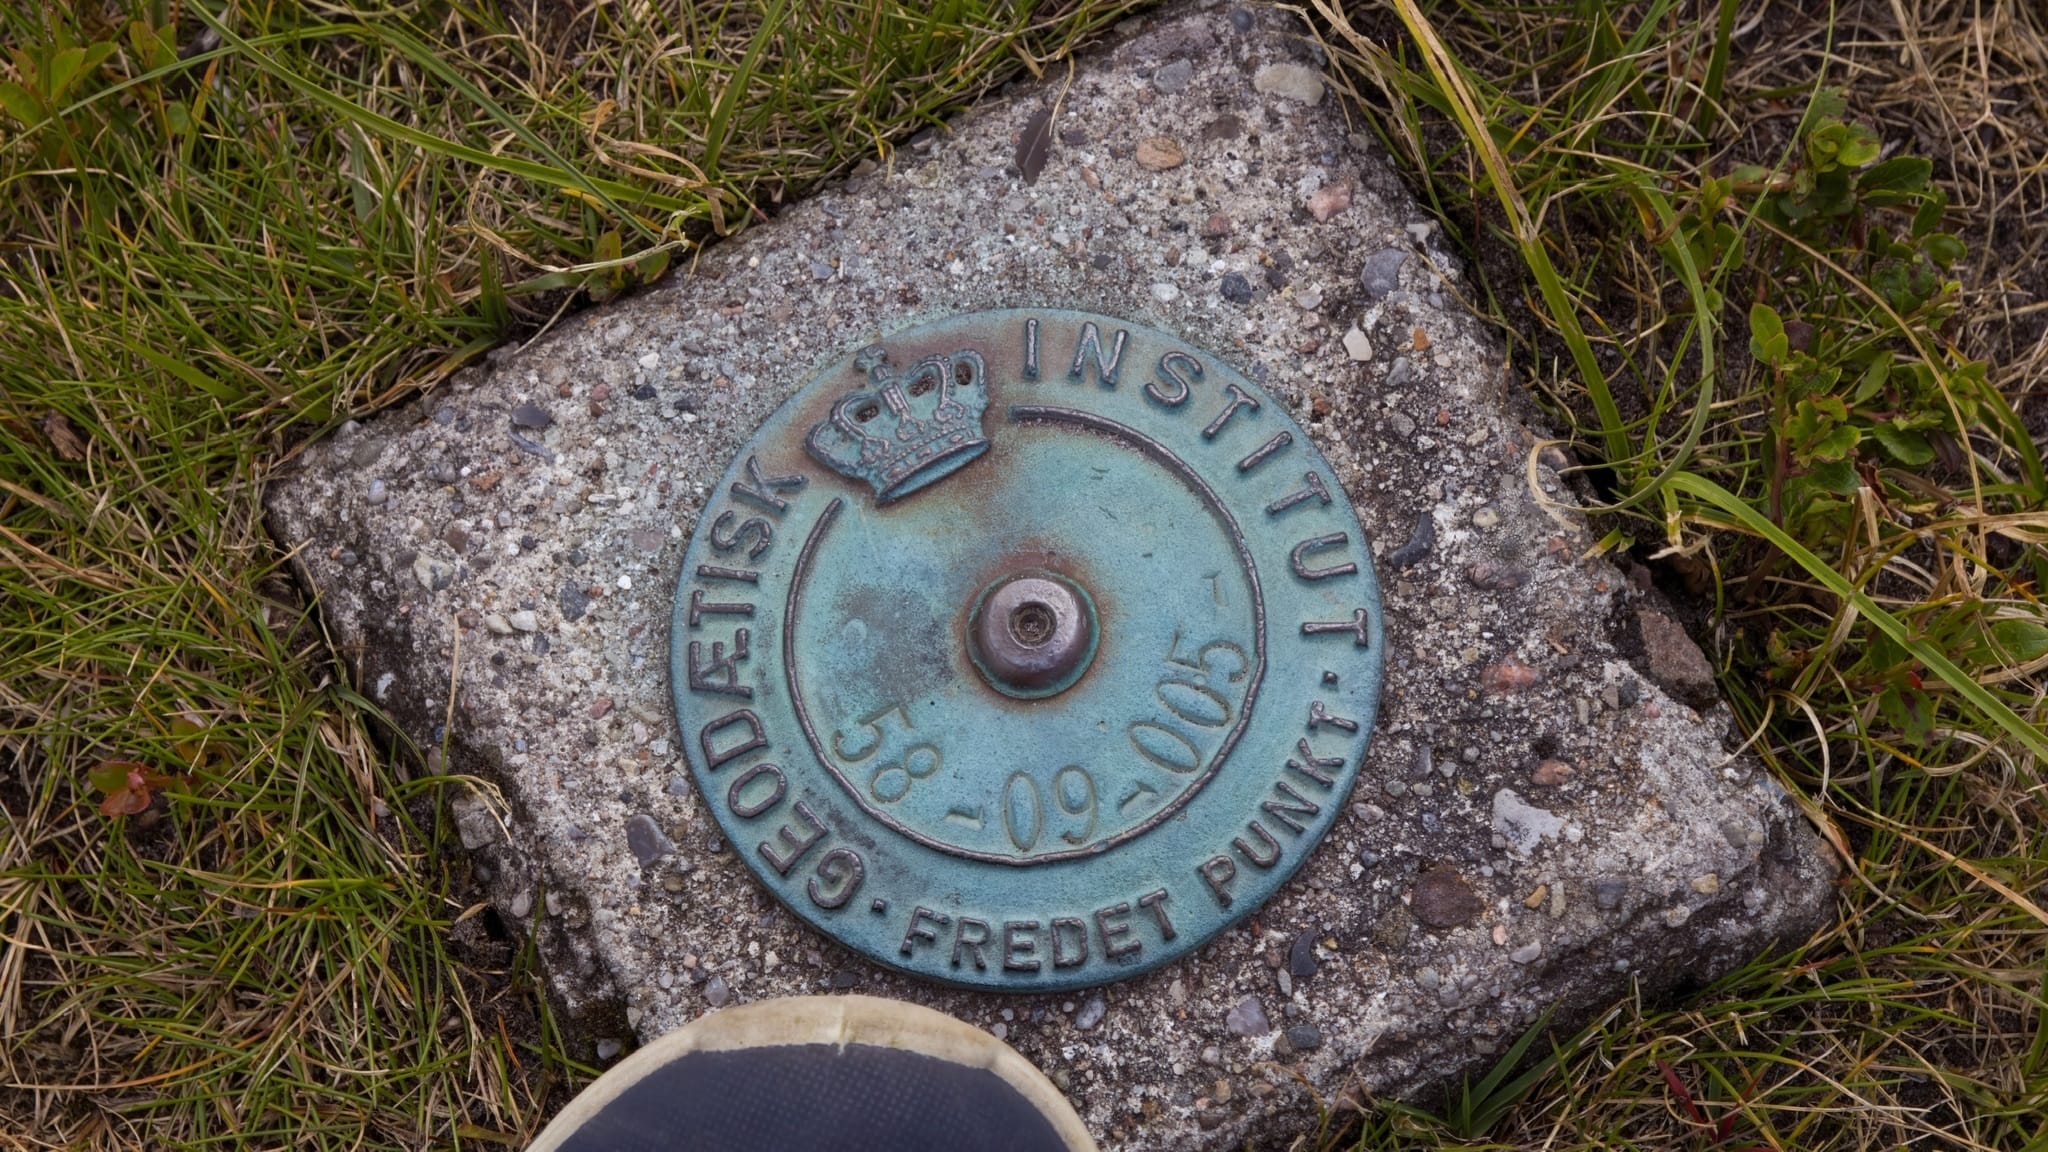 GEODÆTISK INSTITUT · FREDET PUNKT ·
58-09-005-